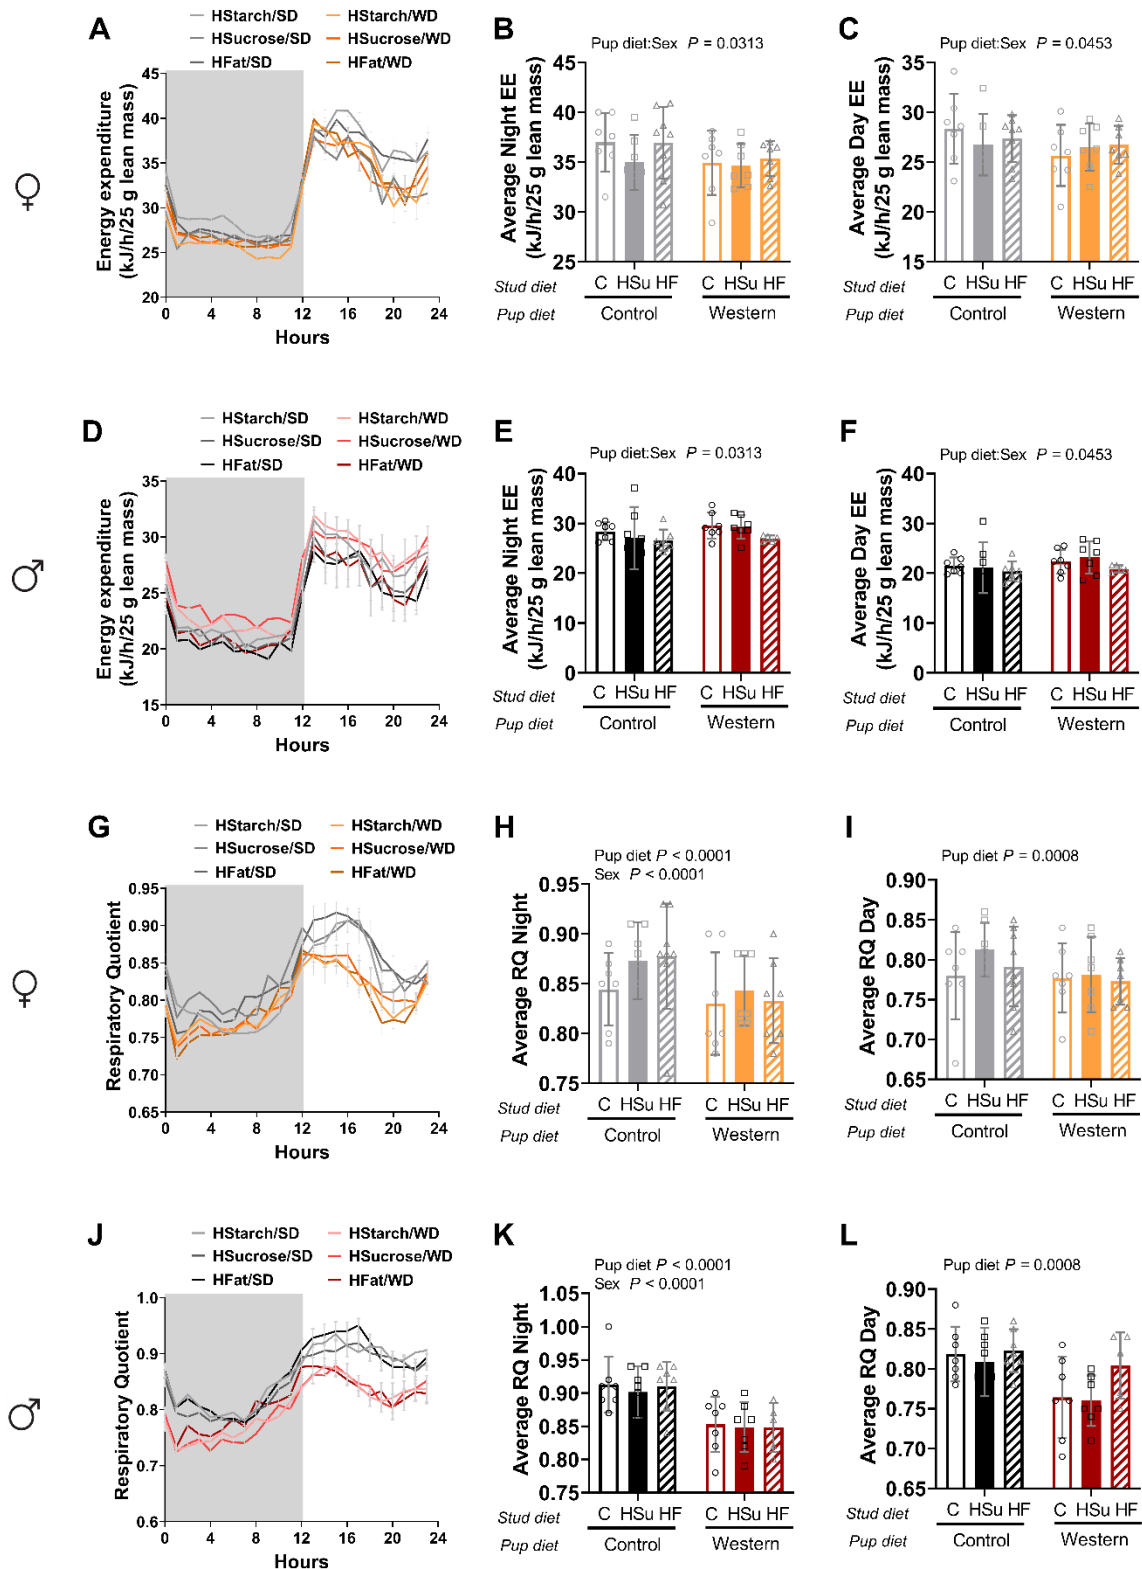 A
HStarch/SD HStarch/WD
HSucrose/SD HSucrose/WD
HFat/SD HFat/WD
Energy expenditure
(kJ/h/25 g lean mass)
45
40
35
30
25
20
0 4 8 12 16 20 24
Hours
B
Pup diet:Sex P = 0.0313
Average Night EE
(kJ/h/25 g lean mass)
45
40
35
30
25
Stud diet C HSu HF C HSu HF
Pup diet Control Western
C
Pup diet:Sex P = 0.0453
Average Day EE
(kJ/h/25 g lean mass)
35
30
25
20
15
C HSu HF C HSu HF
Stud diet
Pup diet Control Western
D
HStarch/SD HStarch/WD
HSucrose/SD HSucrose/WD
HFat/SD HFat/WD
Energy expenditure
(kJ/h/25 g lean mass)
35
30
25
20
15
0 4 8 12 16 20 24
Hours
E
Pup diet:Sex P = 0.0313
Average Night EE
(kJ/h/25 g lean mass)
40
30
20
10
0
C HSu HF C HSu HF
Stud diet
Pup diet Control Western
F
Pup diet:Sex P = 0.0453
Average Day EE
(kJ/h/25 g lean mass)
40
30
20
10
0
C HSu HF C HSu HF
Stud diet
Pup diet Control Western
G
HStarch/SD HStarch/WD
HSucrose/SD HSucrose/WD
HFat/SD HFat/WD
Respiratory Quotient
0.95
0.90
0.85
0.80
0.75
0.70
0.65
0 4 8 12 16 20 24
Hours
H
Pup diet P < 0.0001
Sex P < 0.0001
Average RQ Night
0.95
0.90
0.85
0.80
0.75
C HSu HF C HSu HF
Stud diet
Pup diet Control Western
I
Pup diet P = 0.0008
Average RQ Day
0.90
0.85
0.80
0.75
0.70
0.65
C HSu HF C HSu HF
Stud diet
Pup diet Control Western
J
HStarch/SD HStarch/WD
HSucrose/SD HSucrose/WD
HFat/SD HFat/WD
Respiratory Quotient
1.0
0.9
0.8
0.7
0.6
0 4 8 12 16 20 24
Hours
K
Pup diet P < 0.0001
Sex P < 0.0001
Average RQ Night
1.05
1.00
0.95
0.90
0.85
0.80
0.75
C HSu HF C HSu HF
Stud diet
Pup diet Control Western
L
Pup diet P = 0.0008
Average RQ Day
0.90
0.85
0.80
0.75
0.70
0.65
C HSu HF C HSu HF
Stud diet
Pup diet Control Western